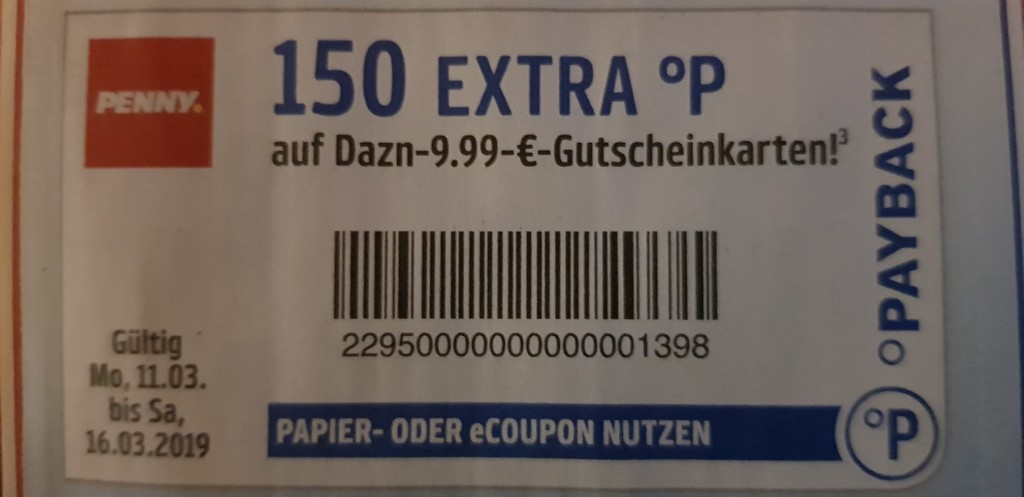 PENNY.
150 EXTRA °P
auf Dazn-9.99-€-Gutscheinkarten!³
22950000000000001398
Gültig
Mo, 11.03.
bis Sa,
16.03.2019
PAPIER- ODER eCOUPON NUTZEN
°P
PAYBACK